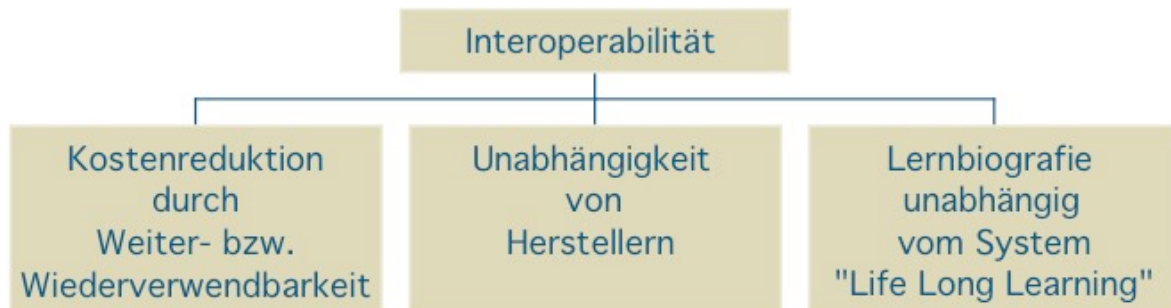 Interoperabilität
Kostenreduktion
durch
Weiter- bzw.
Wiederverwendbarkeit
Unabhängigkeit
von
Herstellern
Lernbiografie
unabhängig
vom System
"Life Long Learning"